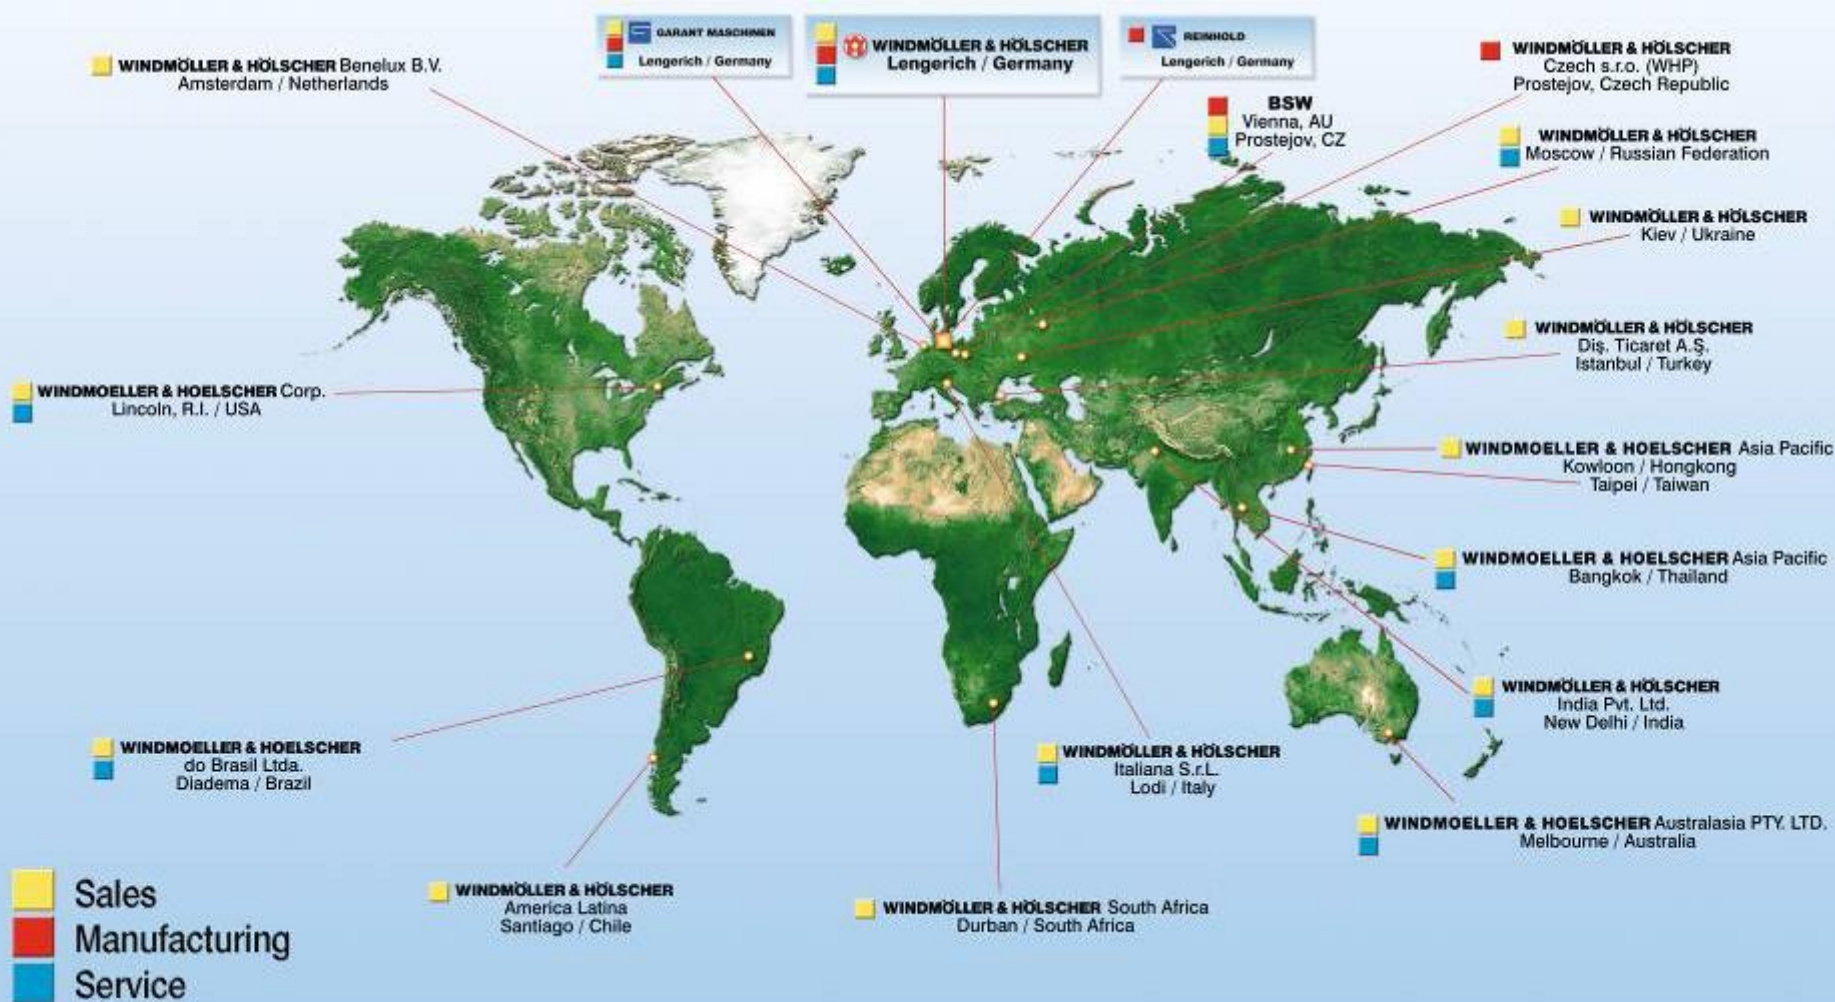 GARANT MASCHINEN
Lengerich / Germany
WINDMÖLLER & HÖLSCHER
Lengerich / Germany
REINHOLD
Lengerich / Germany
WINDMÖLLER & HÖLSCHER Benelux B.V.
Amsterdam / Netherlands
WINDMÖLLER & HÖLSCHER
Czech s.r.o. (WHP)
Prostejov, Czech Republic
BSW
Vienna, AU
Prostejov, CZ
WINDMÖLLER & HÖLSCHER
Moscow / Russian Federation
WINDMÖLLER & HÖLSCHER
Kiev / Ukraine
WINDMÖLLER & HÖLSCHER
Diş. Ticaret A.Ş.
Istanbul / Turkey
WINDMOELLER & HOELSCHER Corp.
Lincoln, R.I. / USA
WINDMOELLER & HOELSCHER Asia Pacific
Kowloon / Hongkong
Taipei / Taiwan
WINDMOELLER & HOELSCHER Asia Pacific
Bangkok / Thailand
WINDMÖLLER & HÖLSCHER
India Pvt. Ltd.
New Delhi / India
WINDMOELLER & HOELSCHER
do Brasil Ltda.
Diadema / Brazil
WINDMÖLLER & HÖLSCHER
Italiana S.r.L.
Lodi / Italy
WINDMOELLER & HOELSCHER Australasia PTY. LTD.
Melbourne / Australia
WINDMÖLLER & HÖLSCHER
America Latina
Santiago / Chile
WINDMÖLLER & HÖLSCHER South Africa
Durban / South Africa
Sales
Manufacturing
Service